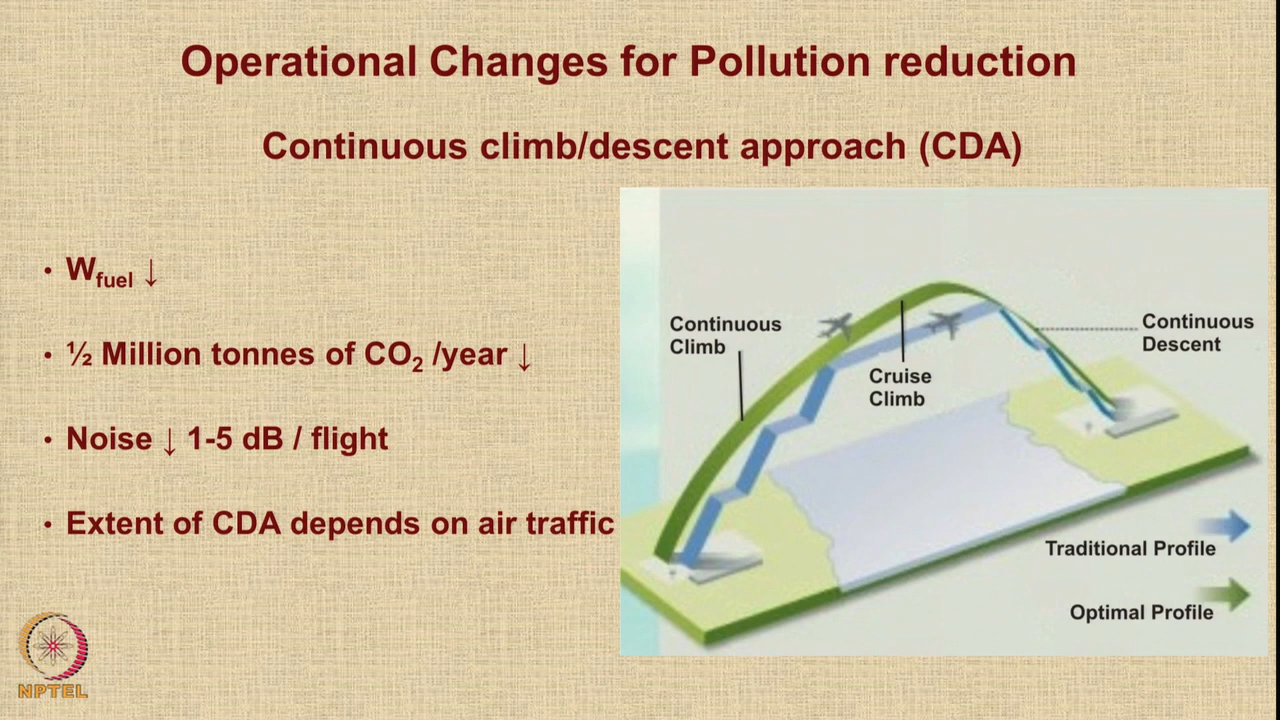 Operational Changes for Pollution reduction
Continuous climb/descent approach (CDA)
• Wfuel ↓
• ½ Million tonnes of CO2 /year ↓
• Noise ↓ 1-5 dB / flight
• Extent of CDA depends on air traffic
Continuous
Climb
Cruise
Climb
Continuous
Descent
Traditional Profile
Optimal Profile
NPTEL